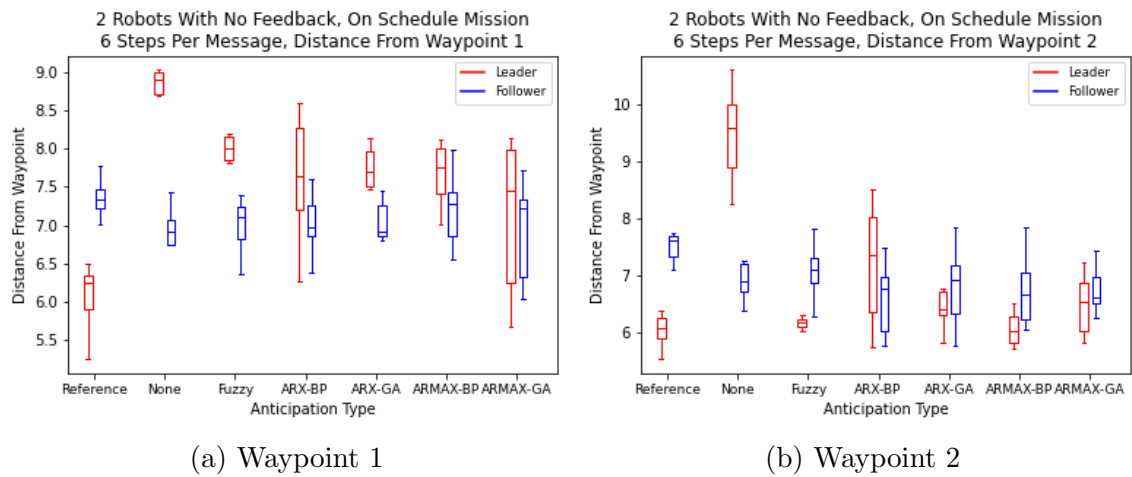 2 Robots With No Feedback, On Schedule Mission
6 Steps Per Message, Distance From Waypoint 1
Leader
Follower
9.0
8.5
8.0
7.5
7.0
6.5
6.0
5.5
Distance From Waypoint
Reference None Fuzzy ARX-BP ARX-GA ARMAX-BP ARMAX-GA
Anticipation Type
(a) Waypoint 1
2 Robots With No Feedback, On Schedule Mission
6 Steps Per Message, Distance From Waypoint 2
Leader
Follower
10
9
8
7
6
Distance From Waypoint
Reference None Fuzzy ARX-BP ARX-GA ARMAX-BP ARMAX-GA
Anticipation Type
(b) Waypoint 2